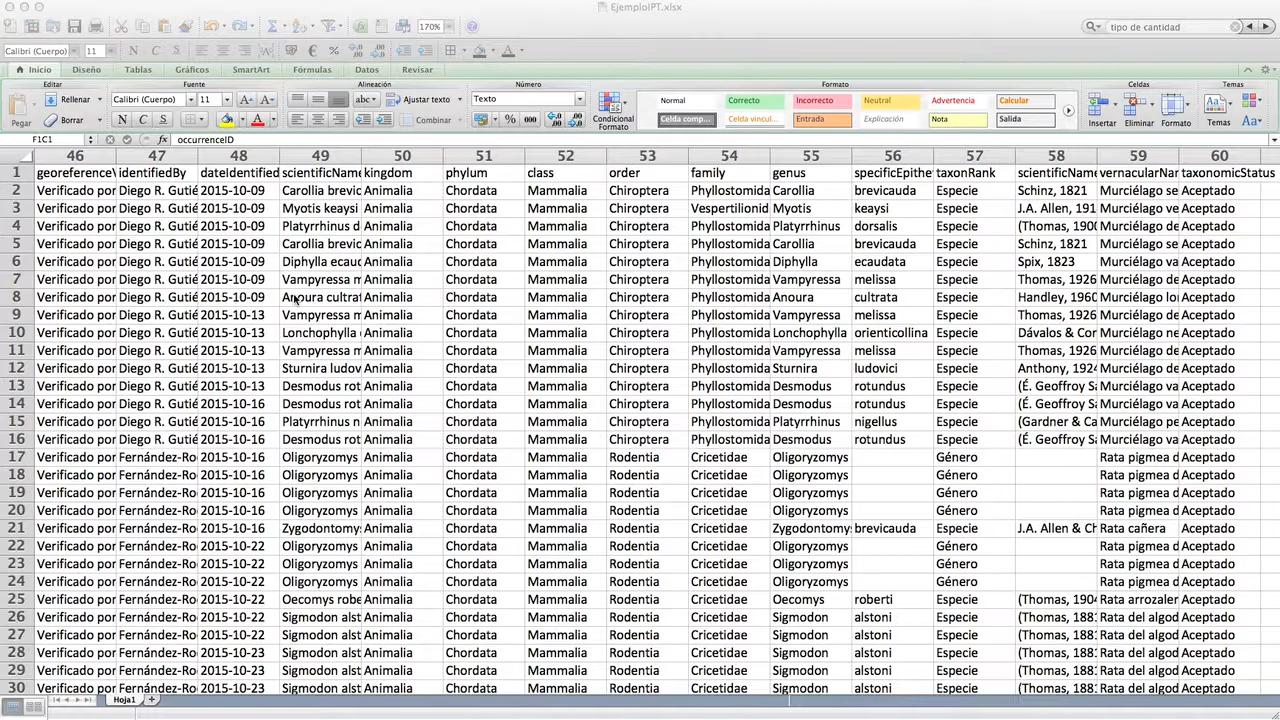 EjemploIPT.xlsx
170% tipo de cantidad
Calibri (Cuerpo) 11 N C S
Inicio Diseño Tablas Gráficos SmartArt Fórmulas Datos Revisar
Editar Fuente Alineación Número Formato Celdas Temas
Pegar Rellenar Borrar Calibri (Cuerpo) 11 N C S abc Ajustar texto Combinar Texto % 000 Condicional Formato Normal Correcto Incorrecto Neutral Advertencia Calcular Celda comp... Celda vincul... Entrada Explicación Nota Salida Insertar Eliminar Formato Temas Aa
F1C1 fx occurrenceID
46 47 48 49 50 51 52 53 54 55 56 57 58 59 60
1 georeferenceV identifiedBy dateIdentified scientificName kingdom phylum class order family genus specificEpithe taxonRank scientificName vernacularNar taxonomicStatus
2 Verificado por Diego R. Gutié 2015-10-09 Carollia brevic Animalia Chordata Mammalia Chiroptera Phyllostomida Carollia brevicauda Especie Schinz, 1821 Murciélago se Aceptado
3 Verificado por Diego R. Gutié 2015-10-09 Myotis keaysi Animalia Chordata Mammalia Chiroptera Vespertilionid Myotis keaysi Especie J.A. Allen, 191 Murciélago ve Aceptado
4 Verificado por Diego R. Gutié 2015-10-09 Platyrrhinus d Animalia Chordata Mammalia Chiroptera Phyllostomida Platyrrhinus dorsalis Especie (Thomas, 1900 Murciélago de Aceptado
5 Verificado por Diego R. Gutié 2015-10-09 Carollia brevic Animalia Chordata Mammalia Chiroptera Phyllostomida Carollia brevicauda Especie Schinz, 1821 Murciélago se Aceptado
6 Verificado por Diego R. Gutié 2015-10-09 Diphylla ecaud Animalia Chordata Mammalia Chiroptera Phyllostomida Diphylla ecaudata Especie Spix, 1823 Murciélago de Aceptado
7 Verificado por Diego R. Gutié 2015-10-09 Vampyressa m Animalia Chordata Mammalia Chiroptera Phyllostomida Vampyressa melissa Especie Thomas, 1926 Murciélago de Aceptado
8 Verificado por Diego R. Gutié 2015-10-09 Anoura cultrat Animalia Chordata Mammalia Chiroptera Phyllostomida Anoura cultrata Especie Handley, 1960 Murciélago lo Aceptado
9 Verificado por Diego R. Gutié 2015-10-13 Vampyressa m Animalia Chordata Mammalia Chiroptera Phyllostomida Vampyressa melissa Especie Thomas, 1926 Murciélago de Aceptado
10 Verificado por Diego R. Gutié 2015-10-13 Lonchophylla Animalia Chordata Mammalia Chiroptera Phyllostomida Lonchophylla orienticollina Especie Dávalos & Cor Murciélago ne Aceptado
11 Verificado por Diego R. Gutié 2015-10-13 Vampyressa m Animalia Chordata Mammalia Chiroptera Phyllostomida Vampyressa melissa Especie Thomas, 1926 Murciélago de Aceptado
12 Verificado por Diego R. Gutié 2015-10-13 Sturnira ludov Animalia Chordata Mammalia Chiroptera Phyllostomida Sturnira ludovici Especie Anthony, 1924 Murciélago de Aceptado
13 Verificado por Diego R. Gutié 2015-10-13 Desmodus rot Animalia Chordata Mammalia Chiroptera Phyllostomida Desmodus rotundus Especie (É. Geoffroy Sa Murciélago va Aceptado
14 Verificado por Diego R. Gutié 2015-10-13 Desmodus rot Animalia Chordata Mammalia Chiroptera Phyllostomida Desmodus rotundus Especie (É. Geoffroy Sa Murciélago va Aceptado
15 Verificado por Diego R. Gutié 2015-10-16 Platyrrhinus n Animalia Chordata Mammalia Chiroptera Phyllostomida Platyrrhinus nigellus Especie (Gardner & Ca Murciélago pe Aceptado
16 Verificado por Diego R. Gutié 2015-10-16 Desmodus rot Animalia Chordata Mammalia Chiroptera Phyllostomida Desmodus rotundus Especie (É. Geoffroy Sa Murciélago va Aceptado
17 Verificado por Fernández-Ro 2015-10-16 Oligoryzomys Animalia Chordata Mammalia Rodentia Cricetidae Oligoryzomys Género Rata pigmea d Aceptado
18 Verificado por Fernández-Ro 2015-10-16 Oligoryzomys Animalia Chordata Mammalia Rodentia Cricetidae Oligoryzomys Género Rata pigmea d Aceptado
19 Verificado por Fernández-Ro 2015-10-16 Oligoryzomys Animalia Chordata Mammalia Rodentia Cricetidae Oligoryzomys Género Rata pigmea d Aceptado
20 Verificado por Fernández-Ro 2015-10-16 Oligoryzomys Animalia Chordata Mammalia Rodentia Cricetidae Oligoryzomys Género Rata pigmea d Aceptado
21 Verificado por Fernández-Ro 2015-10-16 Zygodontomy Animalia Chordata Mammalia Rodentia Cricetidae Zygodontomy brevicauda Especie J.A. Allen & Ch Rata cañera Aceptado
22 Verificado por Fernández-Ro 2015-10-22 Oligoryzomys Animalia Chordata Mammalia Rodentia Cricetidae Oligoryzomys Género Rata pigmea d Aceptado
23 Verificado por Fernández-Ro 2015-10-22 Oligoryzomys Animalia Chordata Mammalia Rodentia Cricetidae Oligoryzomys Género Rata pigmea d Aceptado
24 Verificado por Fernández-Ro 2015-10-22 Oligoryzomys Animalia Chordata Mammalia Rodentia Cricetidae Oligoryzomys Género Rata pigmea d Aceptado
25 Verificado por Fernández-Ro 2015-10-22 Oecomys robe Animalia Chordata Mammalia Rodentia Cricetidae Oecomys roberti Especie (Thomas, 1904 Rata arrozaler Aceptado
26 Verificado por Fernández-Ro 2015-10-22 Sigmodon alst Animalia Chordata Mammalia Rodentia Cricetidae Sigmodon alstoni Especie (Thomas, 1881 Rata del algod Aceptado
27 Verificado por Fernández-Ro 2015-10-22 Sigmodon alst Animalia Chordata Mammalia Rodentia Cricetidae Sigmodon alstoni Especie (Thomas, 1881 Rata del algod Aceptado
28 Verificado por Fernández-Ro 2015-10-23 Sigmodon alst Animalia Chordata Mammalia Rodentia Cricetidae Sigmodon alstoni Especie (Thomas, 1881 Rata del algod Aceptado
29 Verificado por Fernández-Ro 2015-10-23 Sigmodon alst Animalia Chordata Mammalia Rodentia Cricetidae Sigmodon alstoni Especie (Thomas, 1881 Rata del algod Aceptado
30 Verificado por Fernández-Ro 2015-10-23 Sigmodon alst Animalia Chordata Mammalia Rodentia Cricetidae Sigmodon alstoni Especie (Thomas, 1881 Rata del algod Aceptado
Hoja1